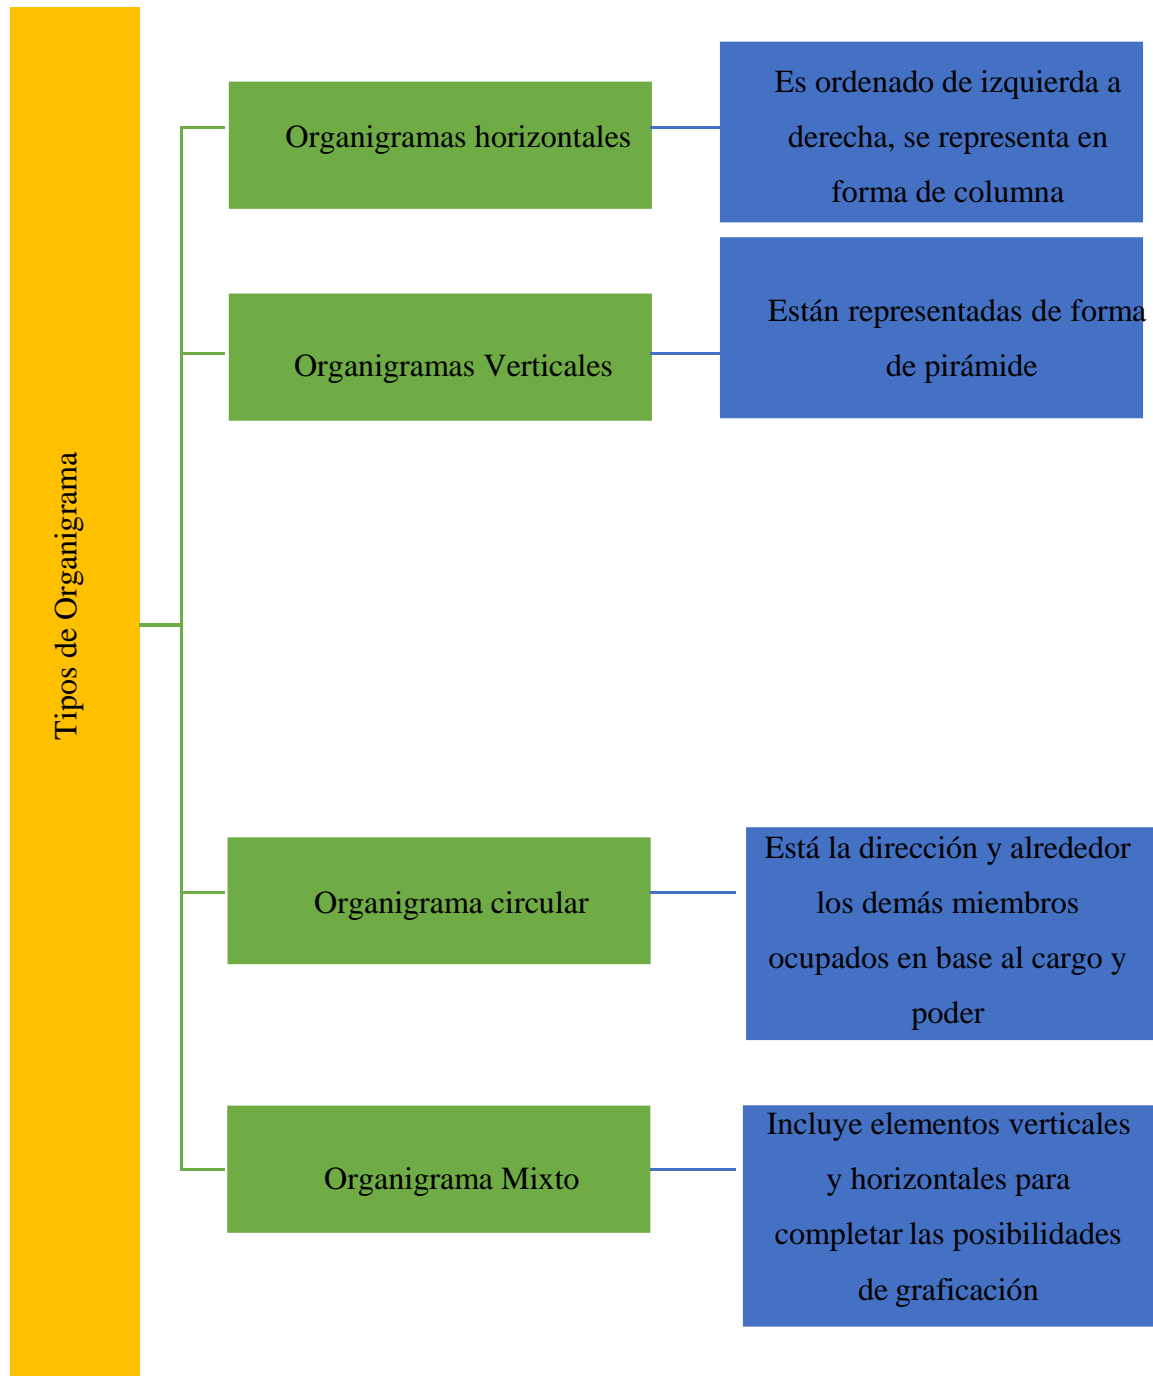 Tipos de Organigrama
Organigramas horizontales
Es ordenado de izquierda a
derecha, se representa en
forma de columna
Organigramas Verticales
Están representadas de forma
de pirámide
Organigrama circular
Está la dirección y alrededor
los demás miembros
ocupados en base al cargo y
poder
Organigrama Mixto
Incluye elementos verticales
y horizontales para
completar las posibilidades
de graficación